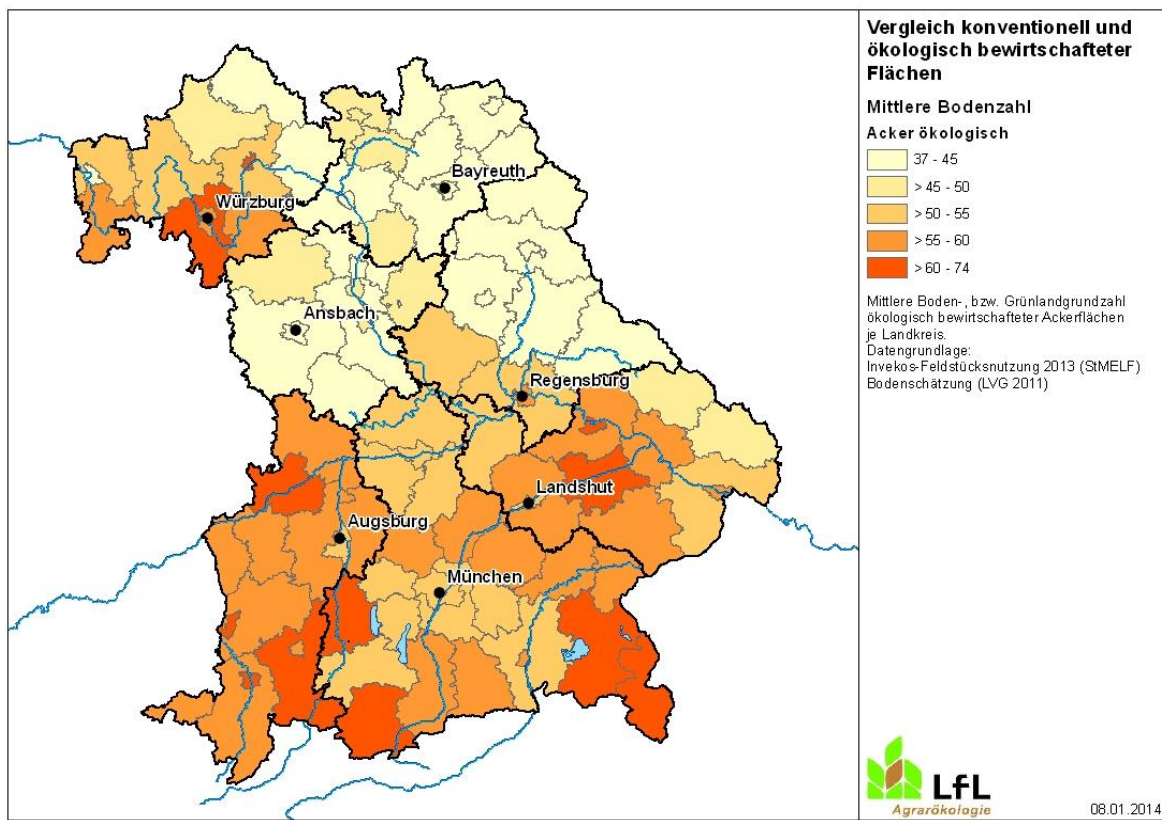 Vergleich konventionell und
ökologisch bewirtschafteter
Flächen
Mittlere Bodenzahl
Acker ökologisch
37 - 45
> 45 - 50
> 50 - 55
> 55 - 60
> 60 - 74
Mittlere Boden-, bzw. Grünlandgrundzahl
ökologisch bewirtschafteter Ackerflächen
je Landkreis.
Datengrundlage:
Invekos-Feldstücksnutzung 2013 (StMELF)
Bodenschätzung (LVG 2011)
Bayreuth
Würzburg
Ansbach
Regensburg
Landshut
Augsburg
München
LfL
Agrarökologie
08.01.2014